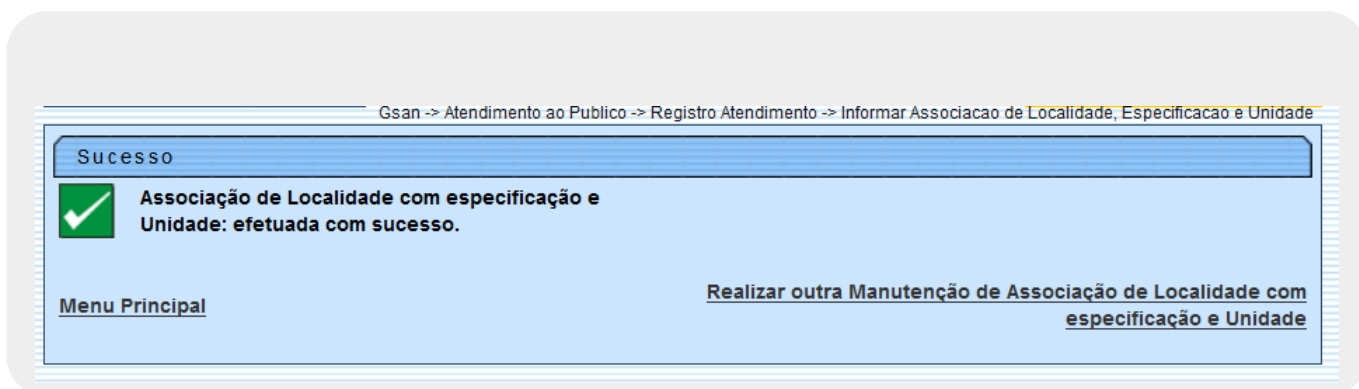 Gsan -> Atendimento ao Publico -> Registro Atendimento -> Informar Associacao de Localidade, Especificacao e Unidade
Sucesso
Associação de Localidade com especificação e
Unidade: efetuada com sucesso.
Menu Principal
Realizar outra Manutenção de Associação de Localidade com
especificação e Unidade